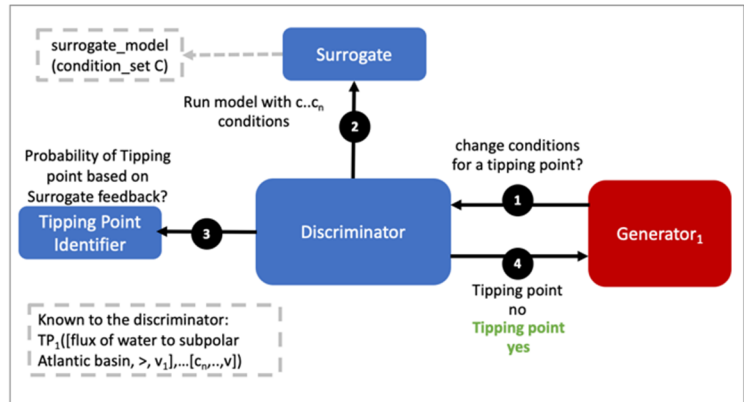 surrogate_model
(condition_set C)
Surrogate
Run model with c..cₙ
conditions
2
change conditions
for a tipping point?
Probability of Tipping
point based on
Surrogate feedback?
1
Tipping Point
Identifier
3
Discriminator
Generator₁
4
Tipping point
no
Tipping point
yes
Known to the discriminator:
TP₁([flux of water to subpolar
Atlantic basin, >, v₁],...[cₙ,..,v])